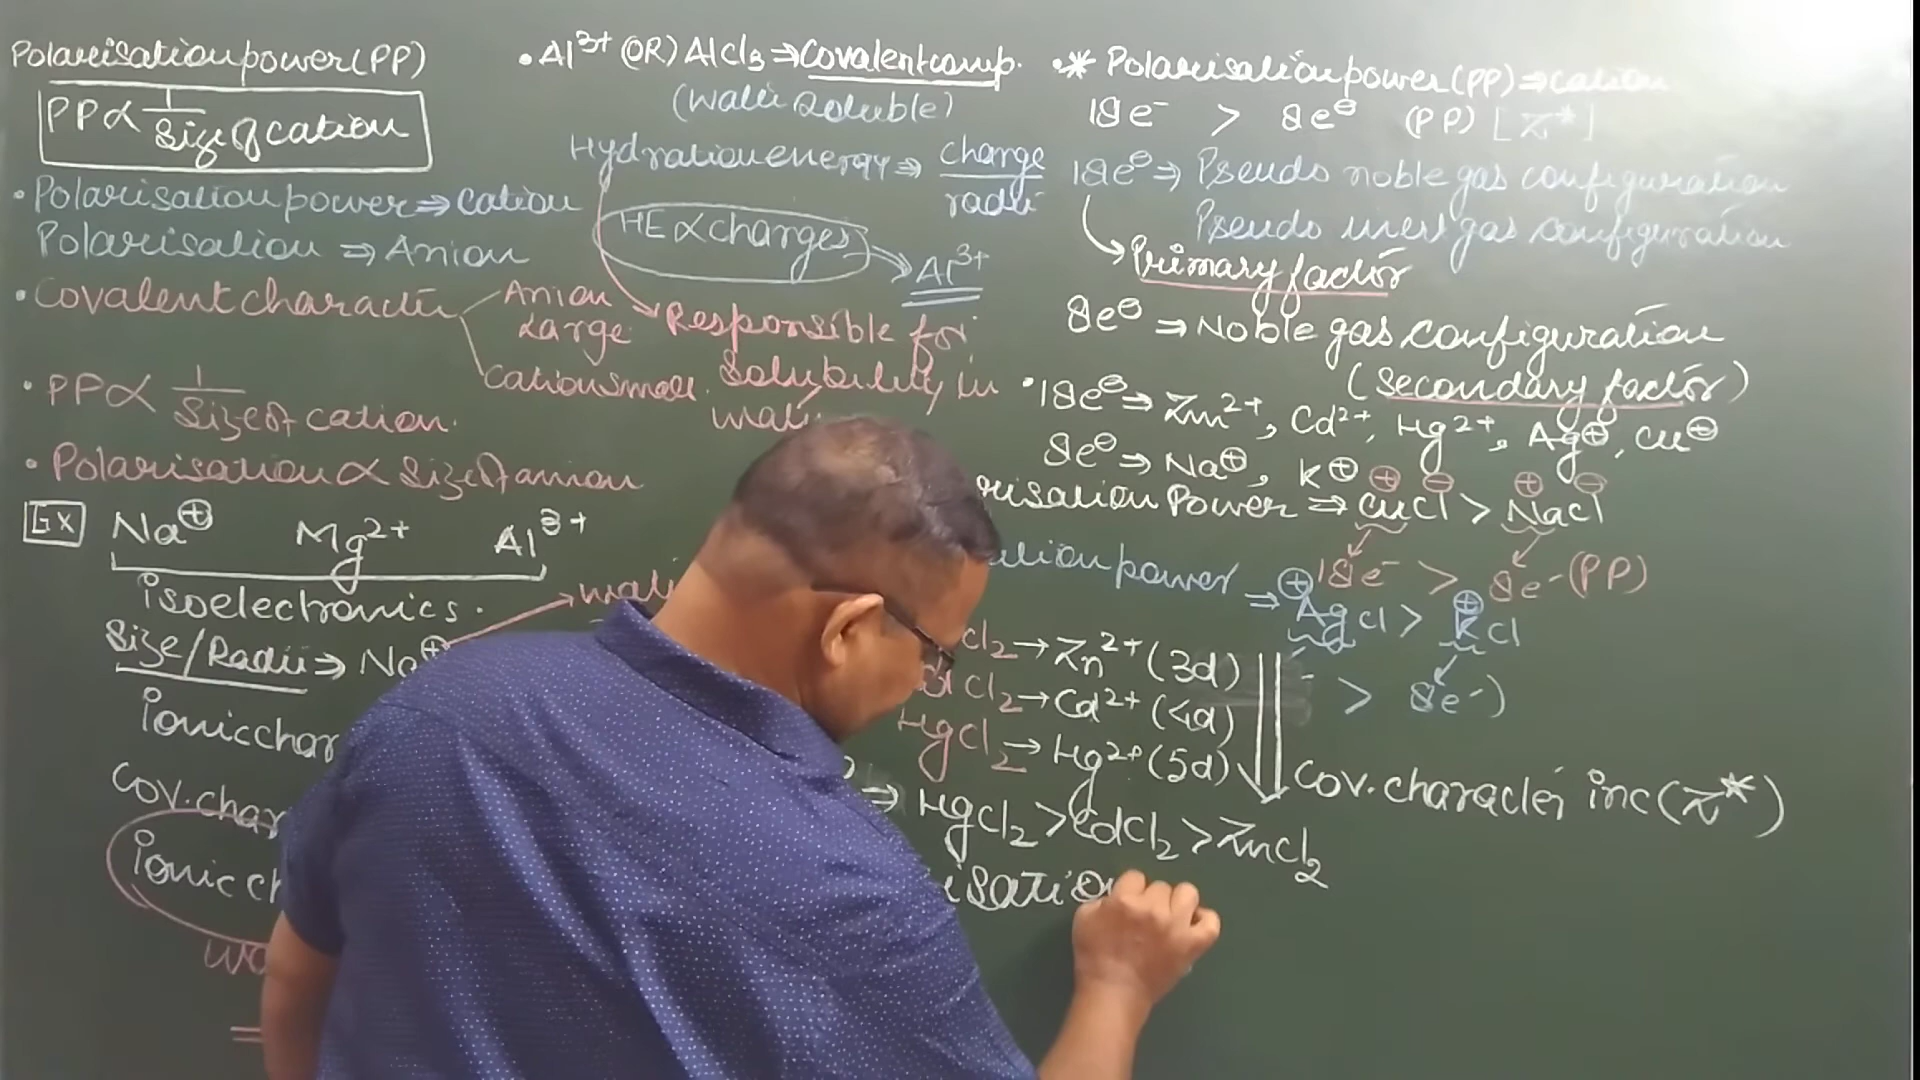 Polarisation power (PP)
PP ∝ 1/Size of cation
• Polarisation power ⇒ cation
Polarisation ⇒ Anion
• Covalent character
Anion Large
Cation small
• PP ∝ 1/Size of cation.
• Polarisation ∝ size of anion
Ex Na⊕ Mg²⁺ Al³⁺
isoelectronics.
Size/Radii ⇒ Na⊕
ionic char
Cov. char
ionic ch
• Al³⁺ (OR) AlCl₃ ⇒ Covalent comp.
(Water Soluble)
Hydration energy ⇒ charge/radii
HE ∝ charges → Al³⁺
Responsible for
Solubility in
• * Polarisation power (PP) ⇒ cation
18e⁻ > 8e⊖ (PP) [Z*]
18e⊖ ⇒ Pseudo noble gas configuration
Pseudo inert gas configuration
Primary factor
8e⊖ ⇒ Noble gas configuration
(secondary factor)
• 18e⊖ ⇒ Zn²⁺, Cd²⁺, Hg²⁺, Ag⊕, Cu⊕
8e⊖ ⇒ Na⊕, K⊕
risation Power ⇒ CuCl > NaCl
⊕ ⊖ ⊕ ⊖
18e⁻ > 8e⁻ (PP)
ation power ⇒ AgCl > KCl
⊕ ⊕
⁻ > 8e⁻)
Cl₂ → Zn²⁺ (3d)
dCl₂ → Cd²⁺ (4d)
HgCl₂ → Hg²⁺ (5d)
Cov. character inc (Z*)
⇒ HgCl₂ > CdCl₂ > ZnCl₂
isatio